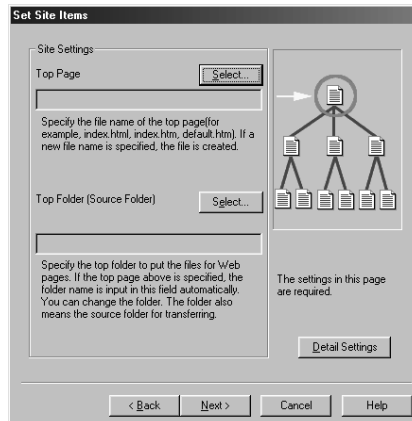 Set Site Items
Site Settings
Top Page
Select...
Specify the file name of the top page(for
example, index.html, index.htm, default.htm). If a
new file name is specified, the file is created.
Top Folder (Source Folder)
Select...
Specify the top folder to put the files for Web
pages. If the top page above is specified, the
folder name is input in this field automatically.
You can change the folder. The folder also
means the source folder for transferring.
The settings in this page
are required.
Detail Settings
< Back
Next >
Cancel
Help